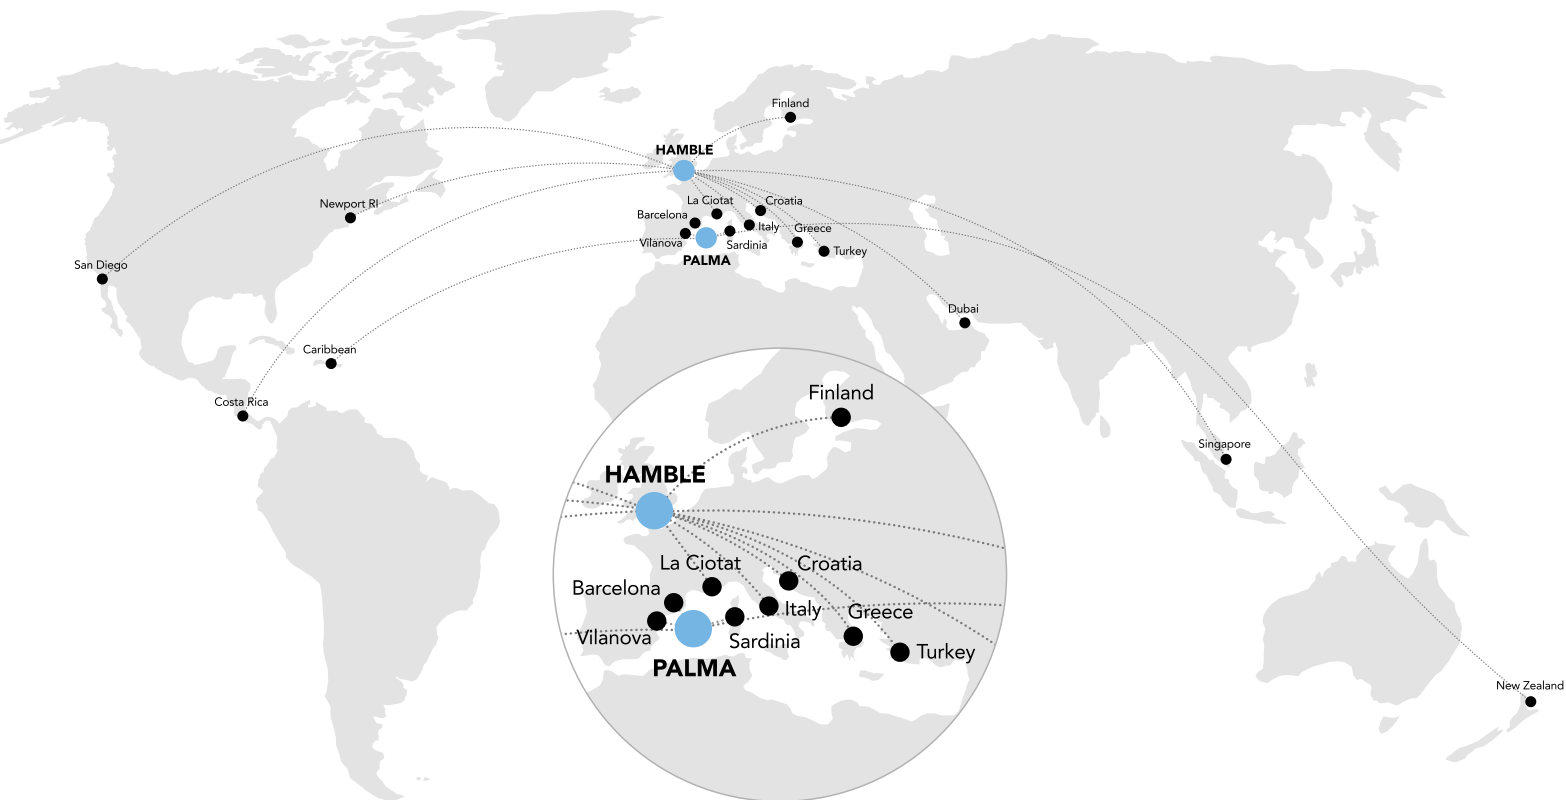 Finland
HAMBLE
La Ciotat
Croatia
Newport RI
Barcelona
Italy
Greece
Vilanova
Sardinia
Turkey
PALMA
San Diego
Dubai
Caribbean
Costa Rica
Singapore
New Zealand
Finland
HAMBLE
La Ciotat
Croatia
Barcelona
Italy
Greece
Vilanova
Sardinia
Turkey
PALMA